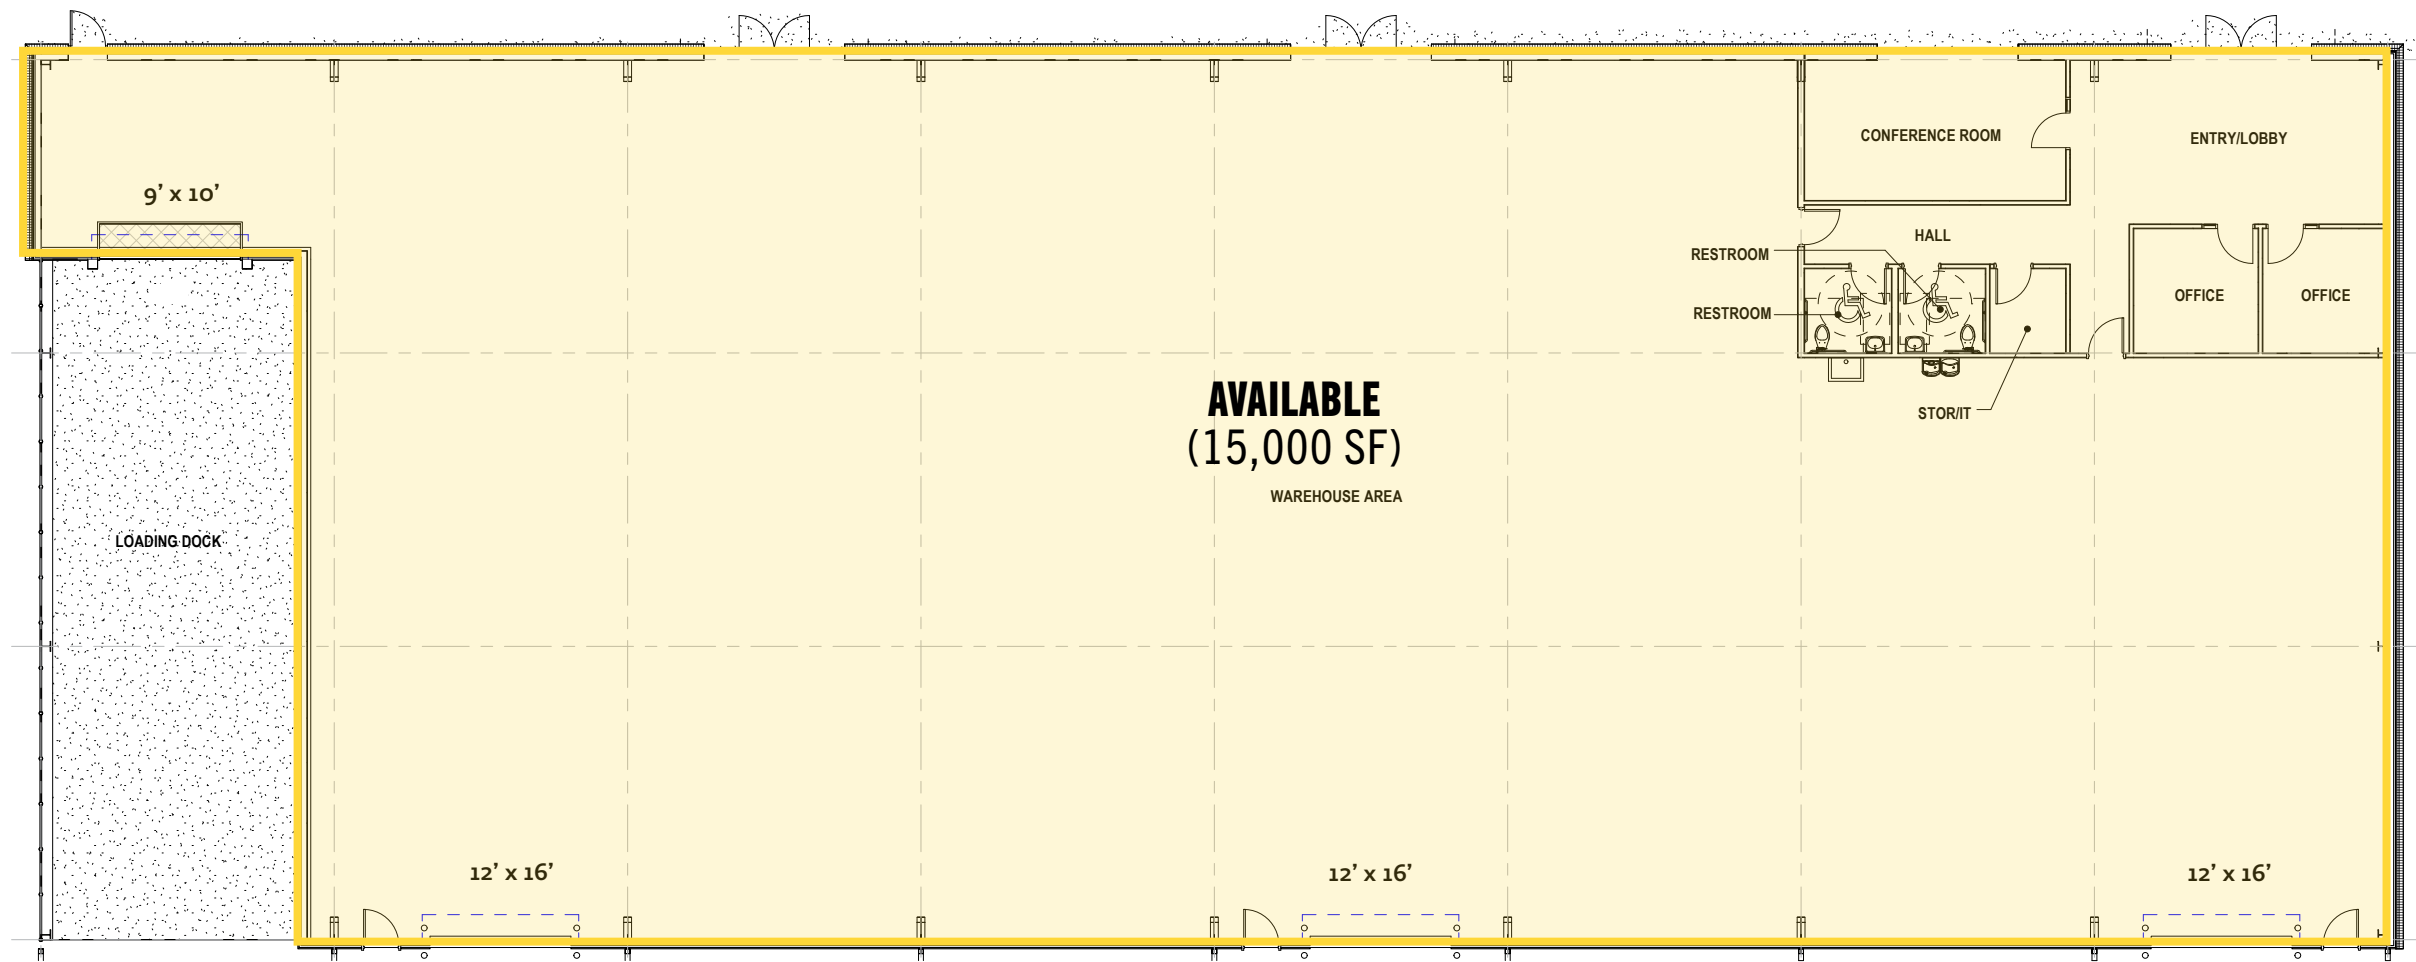 CONFERENCE ROOM
ENTRY/LOBBY
9’ x 10’
HALL
RESTROOM
OFFICE
OFFICE
RESTROOM
AVAILABLE
(15,000 SF)
STOR/IT
WAREHOUSE AREA
LOADING DOCK
12’ x 16’
12’ x 16’
12’ x 16’